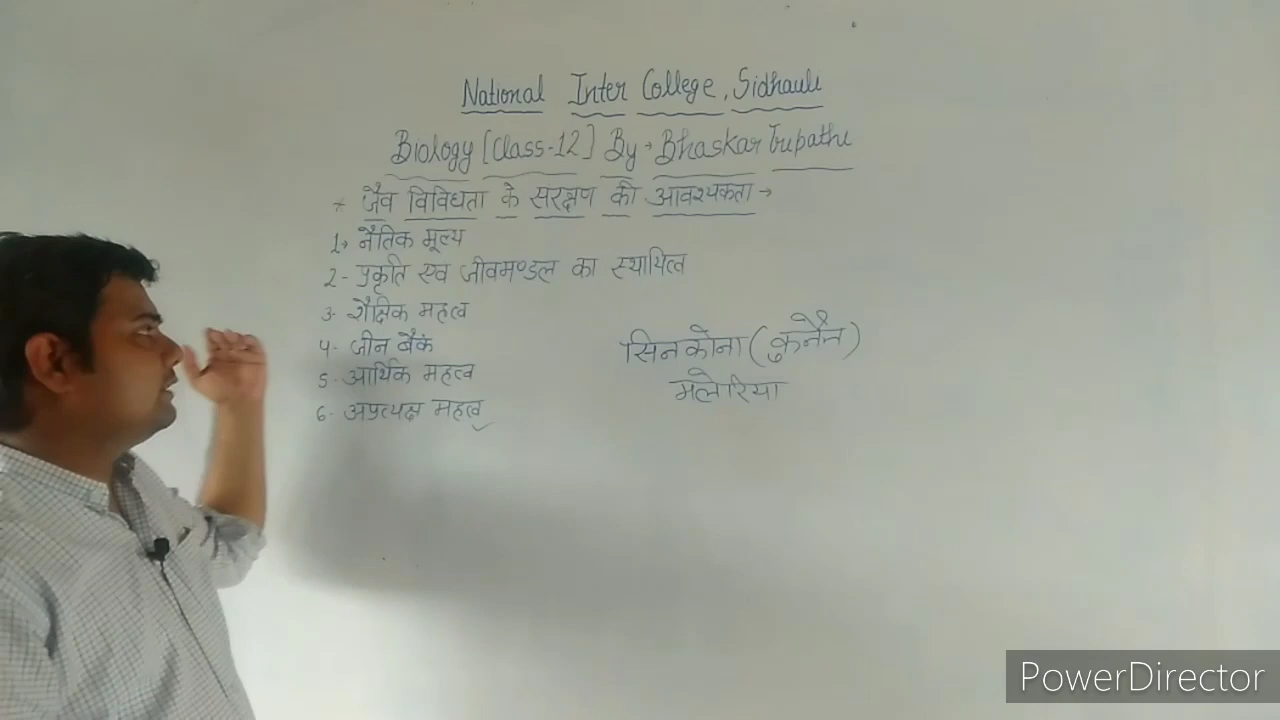 National Inter College, Sidhauli
Biology [Class-12] By → Bhaskar Tripathi
* जैव विविधता के सरक्षण की आवश्यकता →
1→ नैतिक मूल्य
2- प्रकृति एव जीवमण्डल का स्थायित्व
3- शैक्षिक महत्व
4- जीन बैकं
5- आर्थिक महत्व
6- अप्रत्यक्ष महत्व
सिनकोना (कुनैन)
मलेरिया
PowerDirector